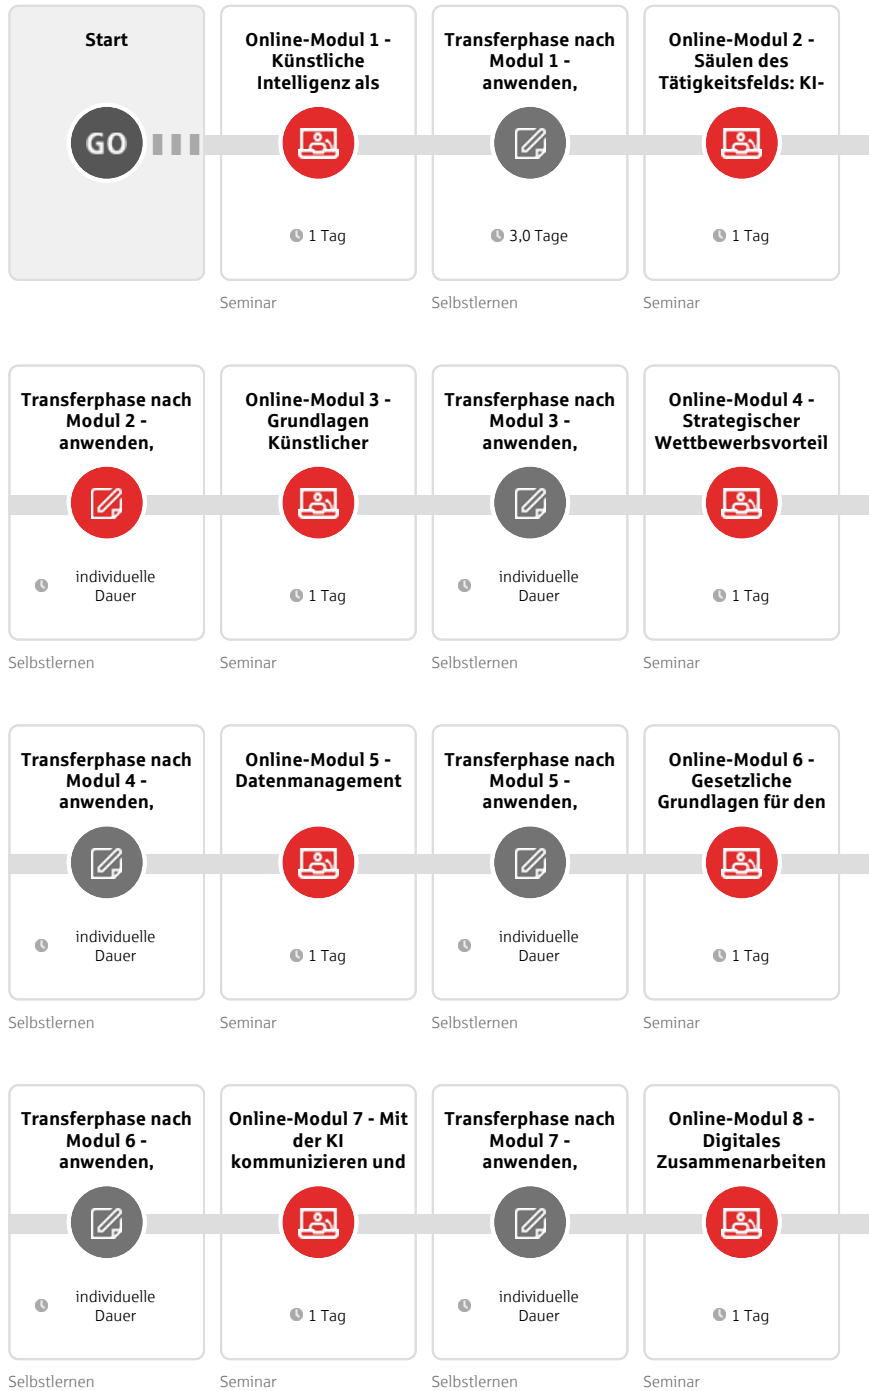 Start
GO
Online-Modul 1 -
Künstliche
Intelligenz als
1 Tag
Seminar
Transferphase nach
Modul 1 -
anwenden,
3,0 Tage
Selbstlernen
Online-Modul 2 -
Säulen des
Tätigkeitsfelds: KI-
1 Tag
Seminar
Transferphase nach
Modul 2 -
anwenden,
individuelle
Dauer
Selbstlernen
Online-Modul 3 -
Grundlagen
Künstlicher
1 Tag
Seminar
Transferphase nach
Modul 3 -
anwenden,
individuelle
Dauer
Selbstlernen
Online-Modul 4 -
Strategischer
Wettbewerbsvorteil
1 Tag
Seminar
Transferphase nach
Modul 4 -
anwenden,
individuelle
Dauer
Selbstlernen
Online-Modul 5 -
Datenmanagement
1 Tag
Seminar
Transferphase nach
Modul 5 -
anwenden,
individuelle
Dauer
Selbstlernen
Online-Modul 6 -
Gesetzliche
Grundlagen für den
1 Tag
Seminar
Transferphase nach
Modul 6 -
anwenden,
individuelle
Dauer
Selbstlernen
Online-Modul 7 - Mit
der KI
kommunizieren und
1 Tag
Seminar
Transferphase nach
Modul 7 -
anwenden,
individuelle
Dauer
Selbstlernen
Online-Modul 8 -
Digitales
Zusammenarbeiten
1 Tag
Seminar